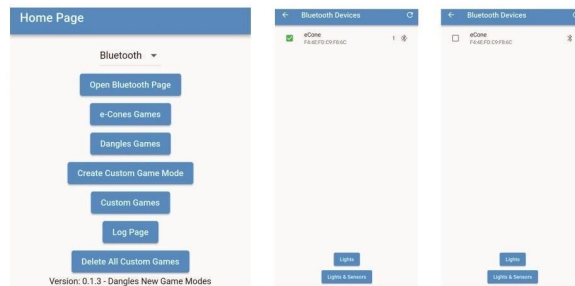 Home Page
Bluetooth
Open Bluetooth Page
e-Cones Games
Dangles Games
Create Custom Game Mode
Custom Games
Log Page
Delete All Custom Games
Version: 0.1.3 - Dangles New Game Modes
Bluetooth Devices
eCone
F4:4E:FD:C9:F8:6C
1
Lights
Lights & Sensors
Bluetooth Devices
eCone
F4:4E:FD:C9:F8:6C
Lights
Lights & Sensors